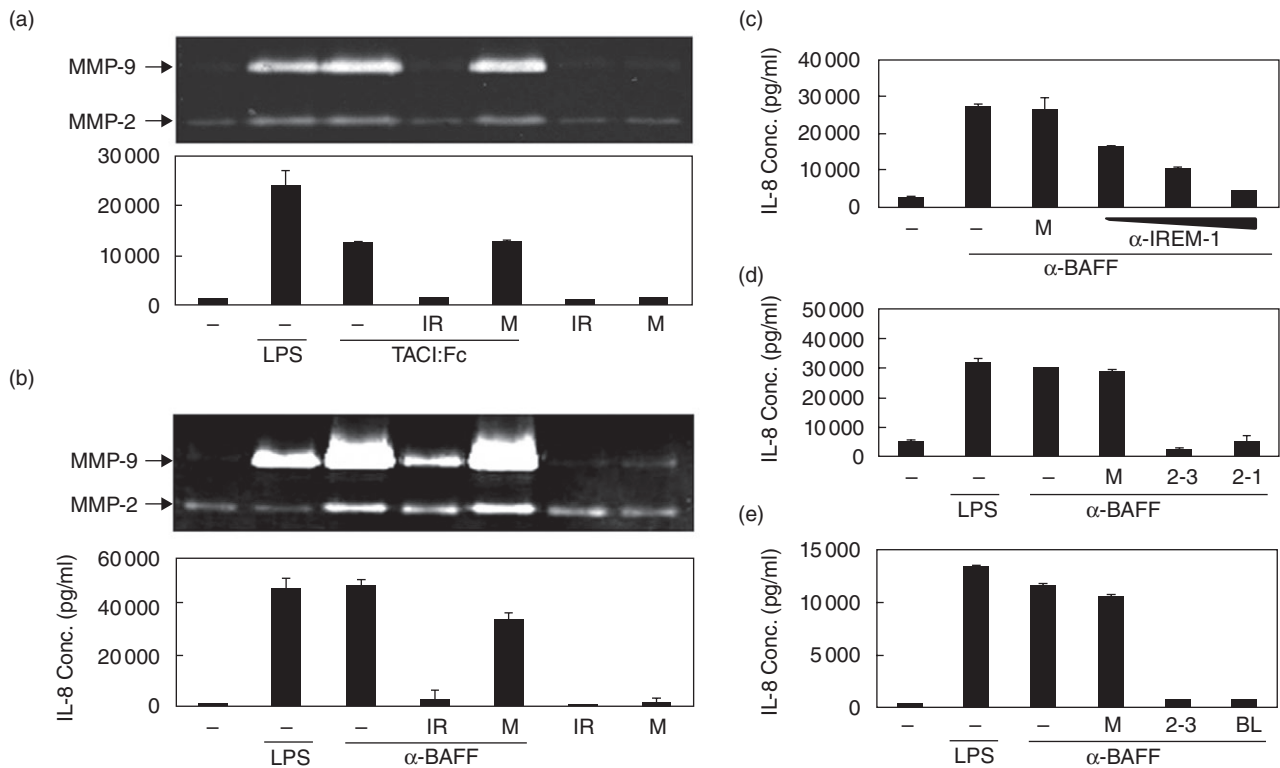 (a)
MMP-9
MMP-2
30 000
20 000
10 000
0
– – – IR M IR M
LPS TACI:Fc
(b)
MMP-9
MMP-2
IL-8 Conc. (pg/ml)
60 000
40 000
20 000
0
– – – IR M IR M
LPS α-BAFF
(c)
IL-8 Conc. (pg/ml)
40 000
30 000
20 000
10 000
0
– – M
α-IREM-1
α-BAFF
(d)
IL-8 Conc. (pg/ml)
50 000
40 000
30 000
20 000
10 000
0
– – – M 2-3 2-1
LPS α-BAFF
(e)
IL-8 Conc. (pg/ml)
15 000
10 000
5 000
0
– – – M 2-3 BL
LPS α-BAFF